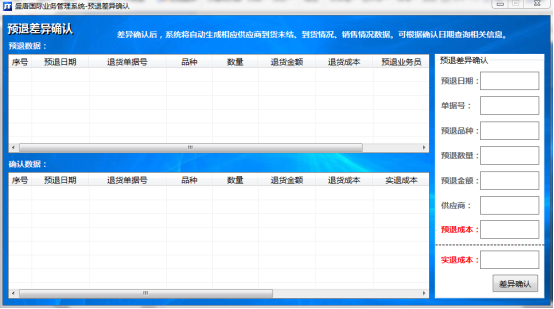 盛唐国际业务管理系统-预退差异确认
预退差异确认
差异确认后，系统将自动生成相应供应商到货未结、到货情况、销售情况数据。可根据确认日期查询相关信息。
预退数据：
序号 预退日期 退货单据号 品种 数量 退货金额 退货成本 预退业务员
确认数据：
序号 预退日期 退货单据号 品种 数量 退货金额 退货成本 实退成本
预退差异确认
预退日期：
单据号：
预退品种：
预退数量：
预退金额：
供应商：
预退成本：
实退成本：
差异确认